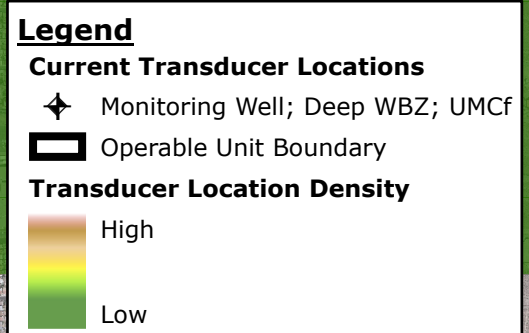 Legend
Current Transducer Locations
Monitoring Well; Deep WBZ; UMCf
Operable Unit Boundary
Transducer Location Density
High
Low